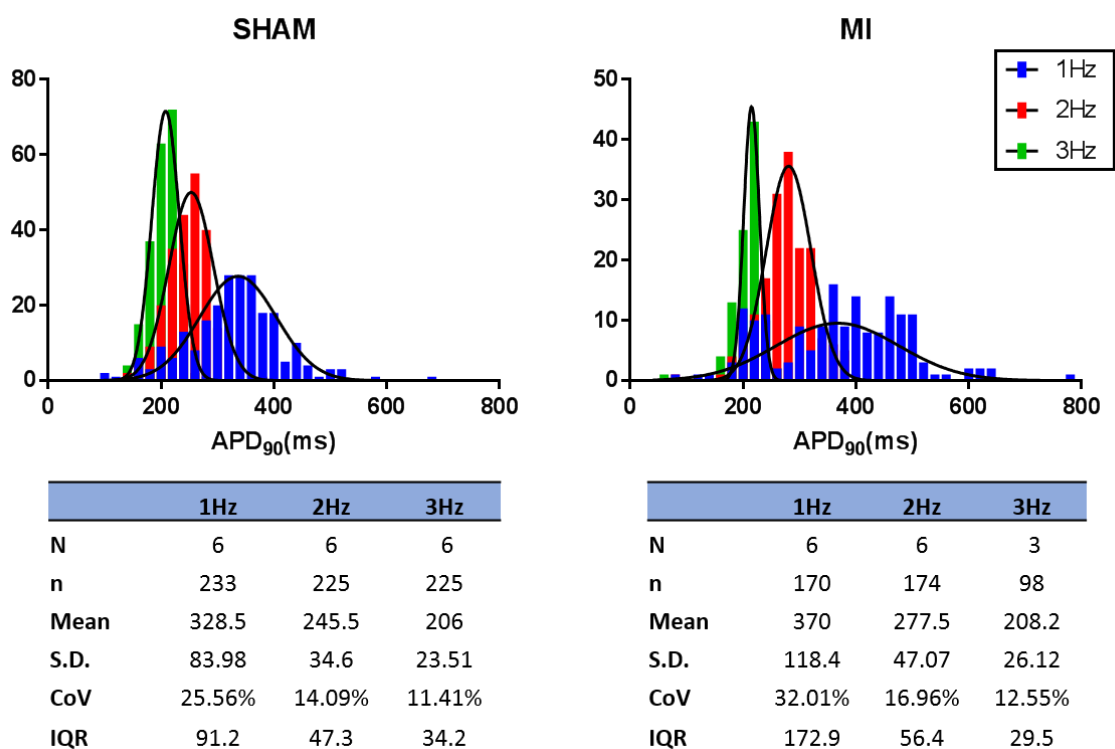 SHAM
MI
1Hz
2Hz
3Hz
80
60
40
20
0
0 200 400 600 800
APD90(ms)
50
40
30
20
10
0
0 200 400 600 800
APD90(ms)
1Hz 2Hz 3Hz
N 6 6 6
n 233 225 225
Mean 328.5 245.5 206
S.D. 83.98 34.6 23.51
CoV 25.56% 14.09% 11.41%
IQR 91.2 47.3 34.2
1Hz 2Hz 3Hz
N 6 6 3
n 170 174 98
Mean 370 277.5 208.2
S.D. 118.4 47.07 26.12
CoV 32.01% 16.96% 12.55%
IQR 172.9 56.4 29.5